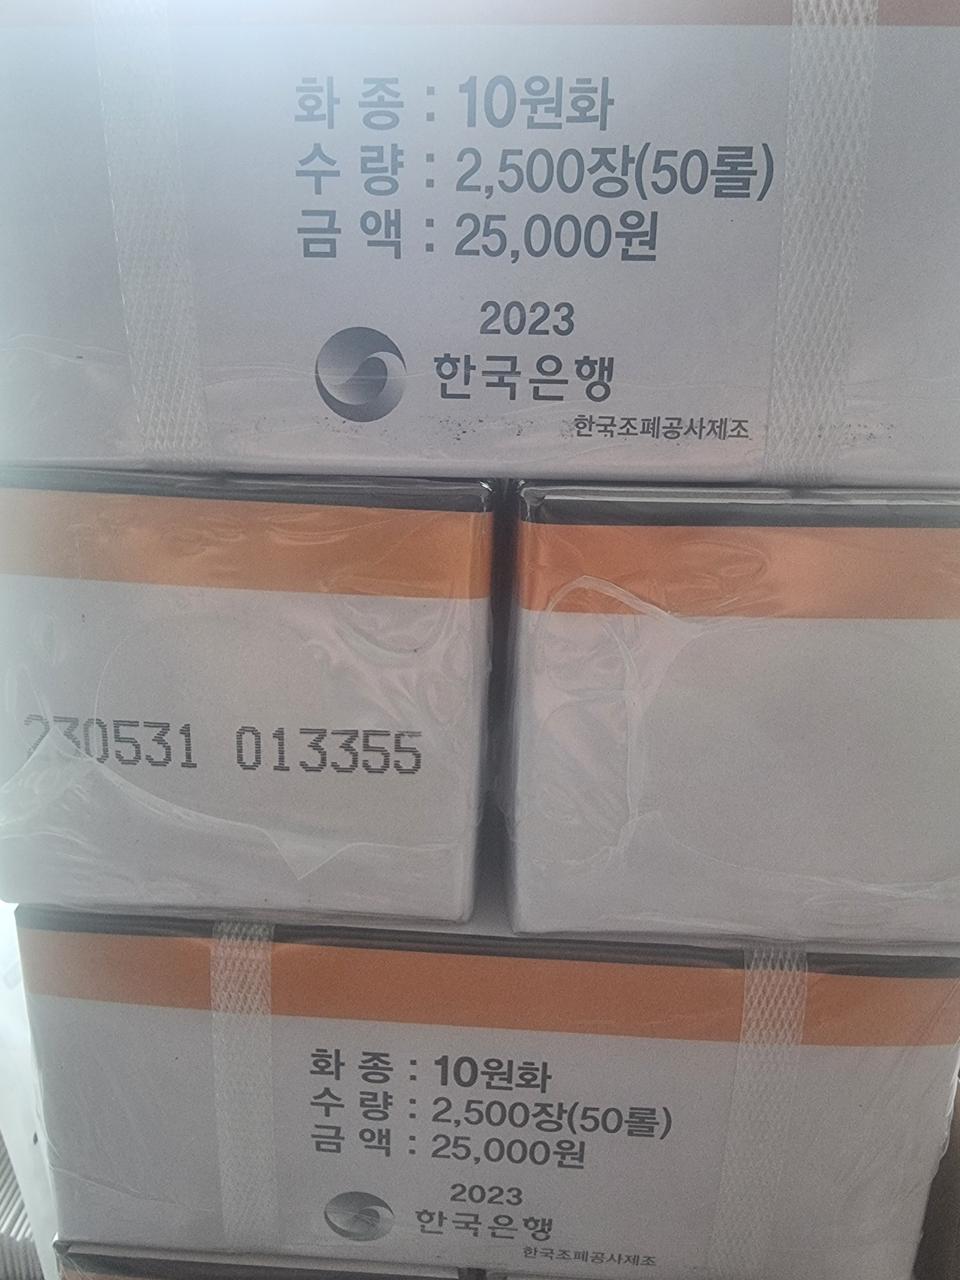 화 종 : 10원화
수 량 : 2,500장(50롤)
금 액 : 25,000원
2023
한국은행
한국조폐공사제조
230531 013355
화 종 : 10원화
수 량 : 2,500장(50롤)
금 액 : 25,000원
2023
한국은행
한국조폐공사제조